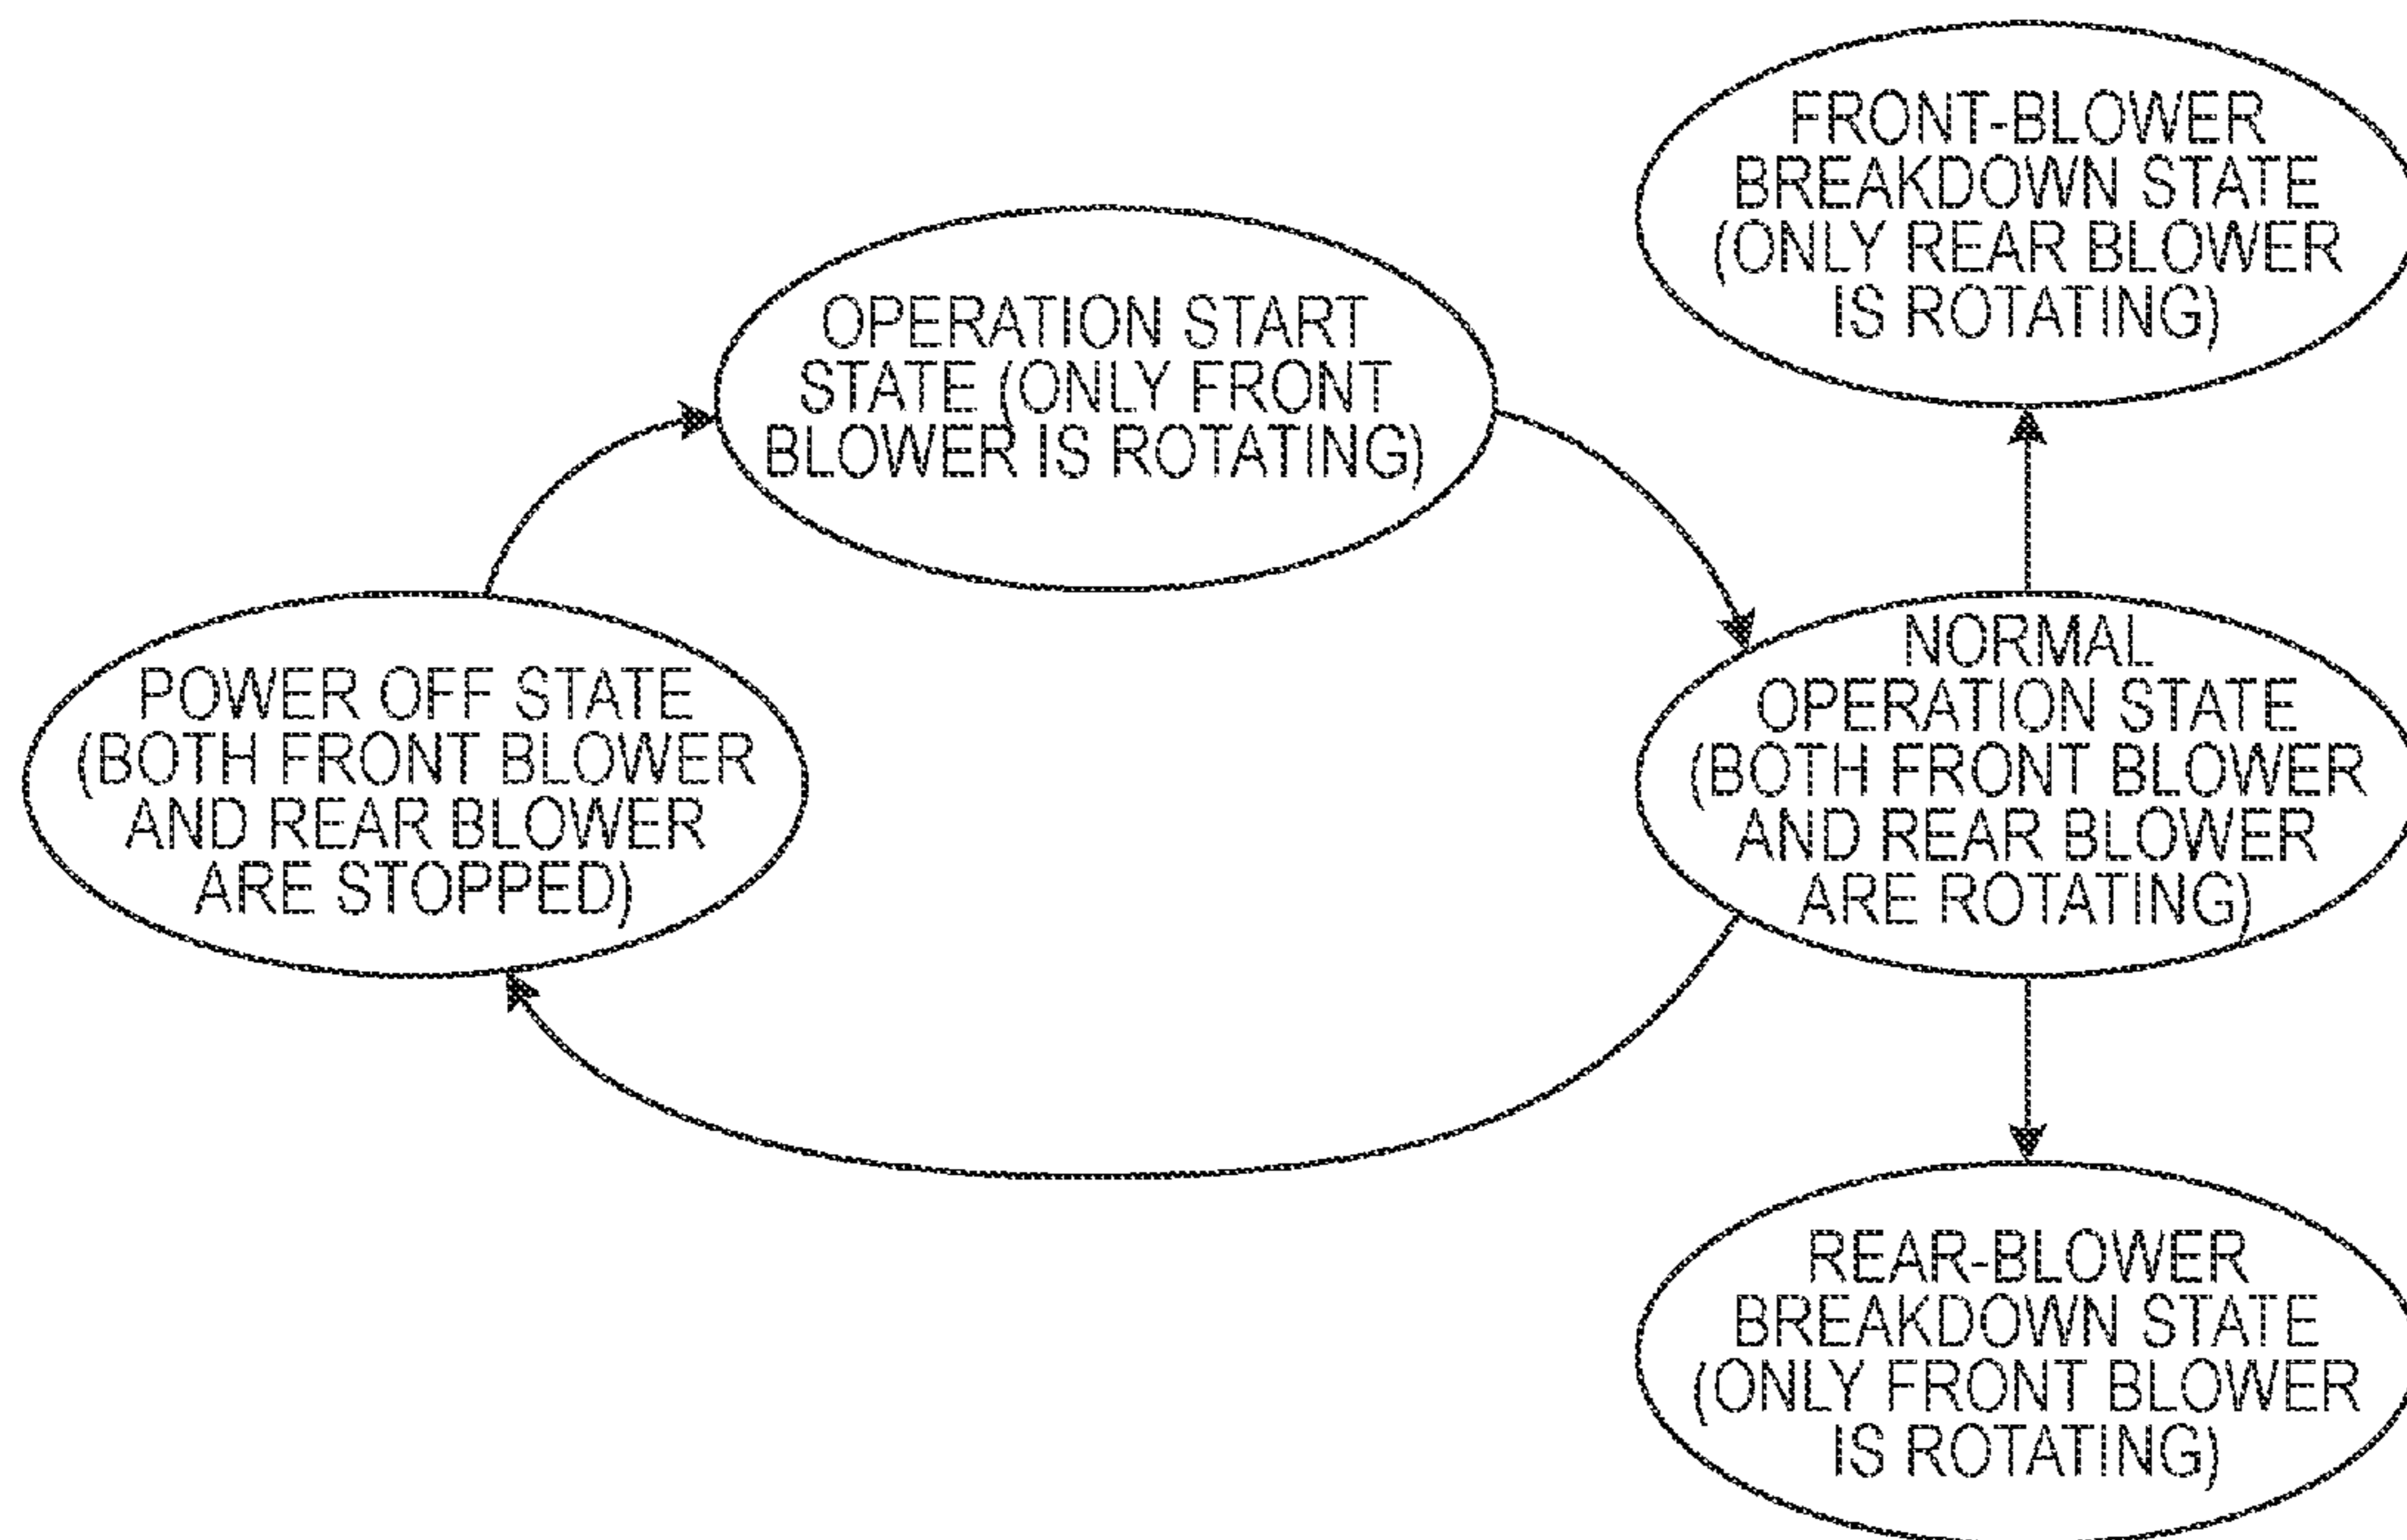 FRONT-BLOWER
BREAKDOWN STATE
(ONLY REAR BLOWER
IS ROTATING)
OPERATION START
STATE (ONLY FRONT
BLOWER IS ROTATING)
POWER OFF STATE
(BOTH FRONT BLOWER
AND REAR BLOWER
ARE STOPPED)
NORMAL
OPERATION STATE
(BOTH FRONT BLOWER
AND REAR BLOWER
ARE ROTATING)
REAR-BLOWER
BREAKDOWN STATE
(ONLY FRONT BLOWER
IS ROTATING)